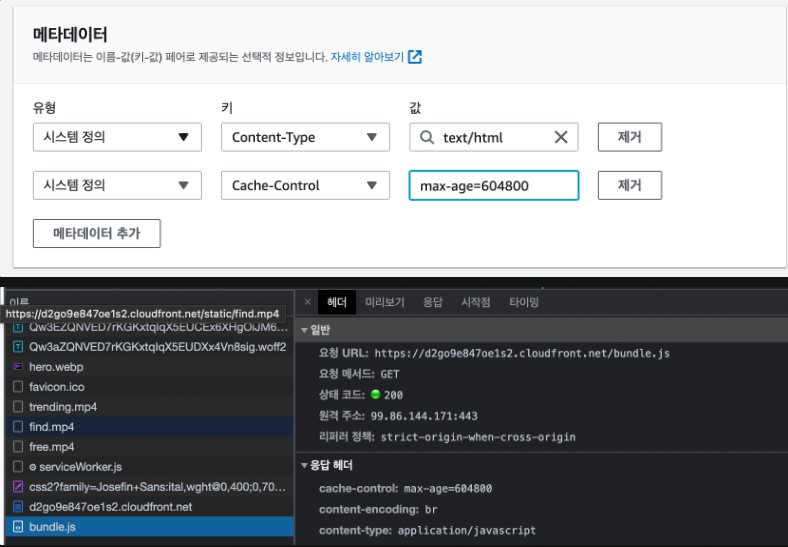 메타데이터
메타데이터는 이름-값(키-값) 페어로 제공되는 선택적 정보입니다. 자세히 알아보기
유형 키 값
시스템 정의 Content-Type text/html 제거
시스템 정의 Cache-Control max-age=604800 제거
메타데이터 추가
이름
https://d2go9e847oe1s2.cloudfront.net/static/find.mp4
Qw3EZQNVED7rKGKxtqIqX5EUCEx6XHgOiJM6...
Qw3aZQNVED7rKGKxtqIqX5EUDXx4Vn8sig.woff2
hero.webp
favicon.ico
trending.mp4
find.mp4
free.mp4
serviceWorker.js
css2?family=Josefin+Sans:ital,wght@0,400;0,70...
d2go9e847oe1s2.cloudfront.net
bundle.js
헤더 미리보기 응답 시작점 타이밍
일반
요청 URL: https://d2go9e847oe1s2.cloudfront.net/bundle.js
요청 메서드: GET
상태 코드: 200
원격 주소: 99.86.144.171:443
리퍼러 정책: strict-origin-when-cross-origin
응답 헤더
cache-control: max-age=604800
content-encoding: br
content-type: application/javascript